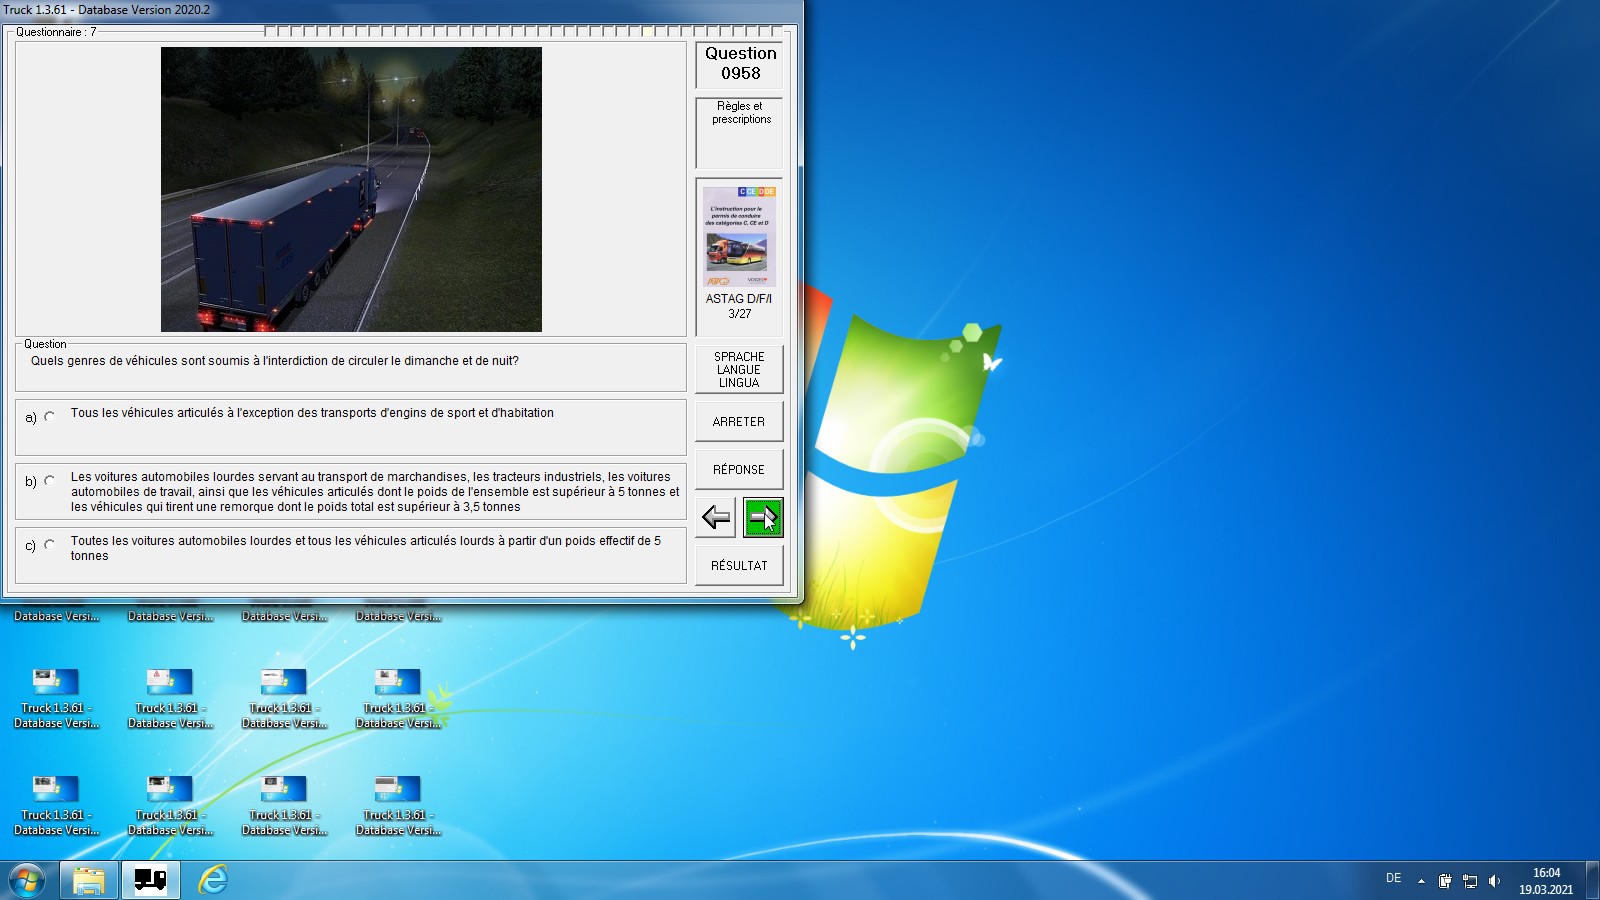 Truck 1.3.61 - Database Version 2020.2
Questionnaire : 7
Question
0958
Règles et
prescriptions
C CE D DE
L'instruction pour le
permis de conduire
des catégories C, CE et D
ASTAG D/F/I
3/27
Question
Quels genres de véhicules sont soumis à l'interdiction de circuler le dimanche et de nuit?
SPRACHE
LANGUE
LINGUA
a) Tous les véhicules articulés à l'exception des transports d'engins de sport et d'habitation
ARRETER
b) Les voitures automobiles lourdes servant au transport de marchandises, les tracteurs industriels, les voitures
automobiles de travail, ainsi que les véhicules articulés dont le poids de l'ensemble est supérieur à 5 tonnes et
les véhicules qui tirent une remorque dont le poids total est supérieur à 3,5 tonnes
RÉPONSE
c) Toutes les voitures automobiles lourdes et tous les véhicules articulés lourds à partir d'un poids effectif de 5
tonnes
RÉSULTAT
Database Versi... Database Versi... Database Versi... Database Versi...
Truck 1.3.61 - Truck 1.3.61 - Truck 1.3.61 - Truck 1.3.61 -
Database Versi... Database Versi... Database Versi... Database Versi...
Truck 1.3.61 - Truck 1.3.61 - Truck 1.3.61 - Truck 1.3.61 -
Database Versi... Database Versi... Database Versi... Database Versi...
DE
16:04
19.03.2021